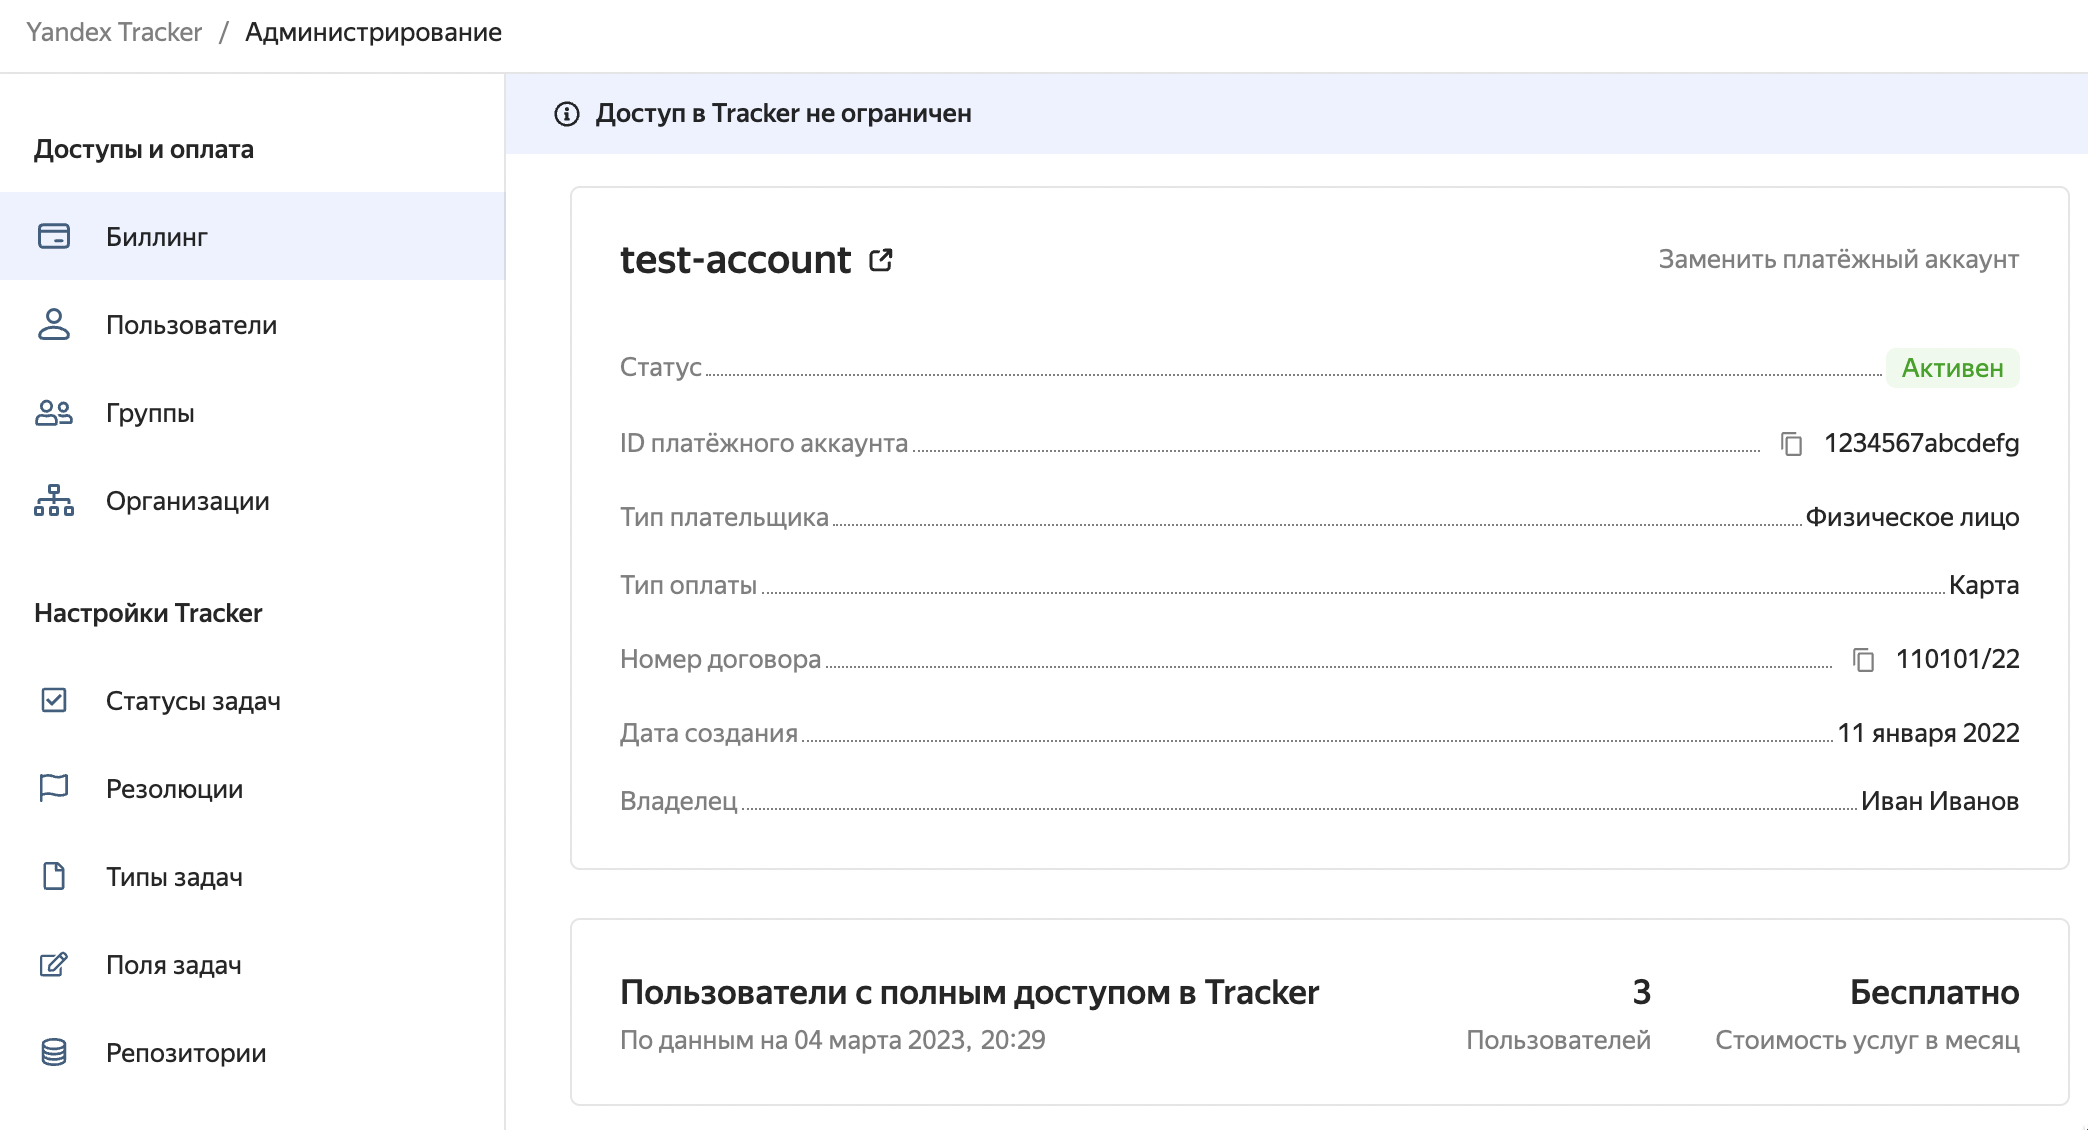 Yandex Tracker / Администрирование
Доступы и оплата
Биллинг
Пользователи
Группы
Организации
Настройки Tracker
Статусы задач
Резолюции
Типы задач
Поля задач
Репозитории
Доступ в Tracker не ограничен
test-account
Заменить платёжный аккаунт
Статус Активен
ID платёжного аккаунта 1234567abcdefg
Тип плательщика Физическое лицо
Тип оплаты Карта
Номер договора 110101/22
Дата создания 11 января 2022
Владелец Иван Иванов
Пользователи с полным доступом в Tracker 3 Бесплатно
По данным на 04 марта 2023, 20:29 Пользователей Стоимость услуг в месяц